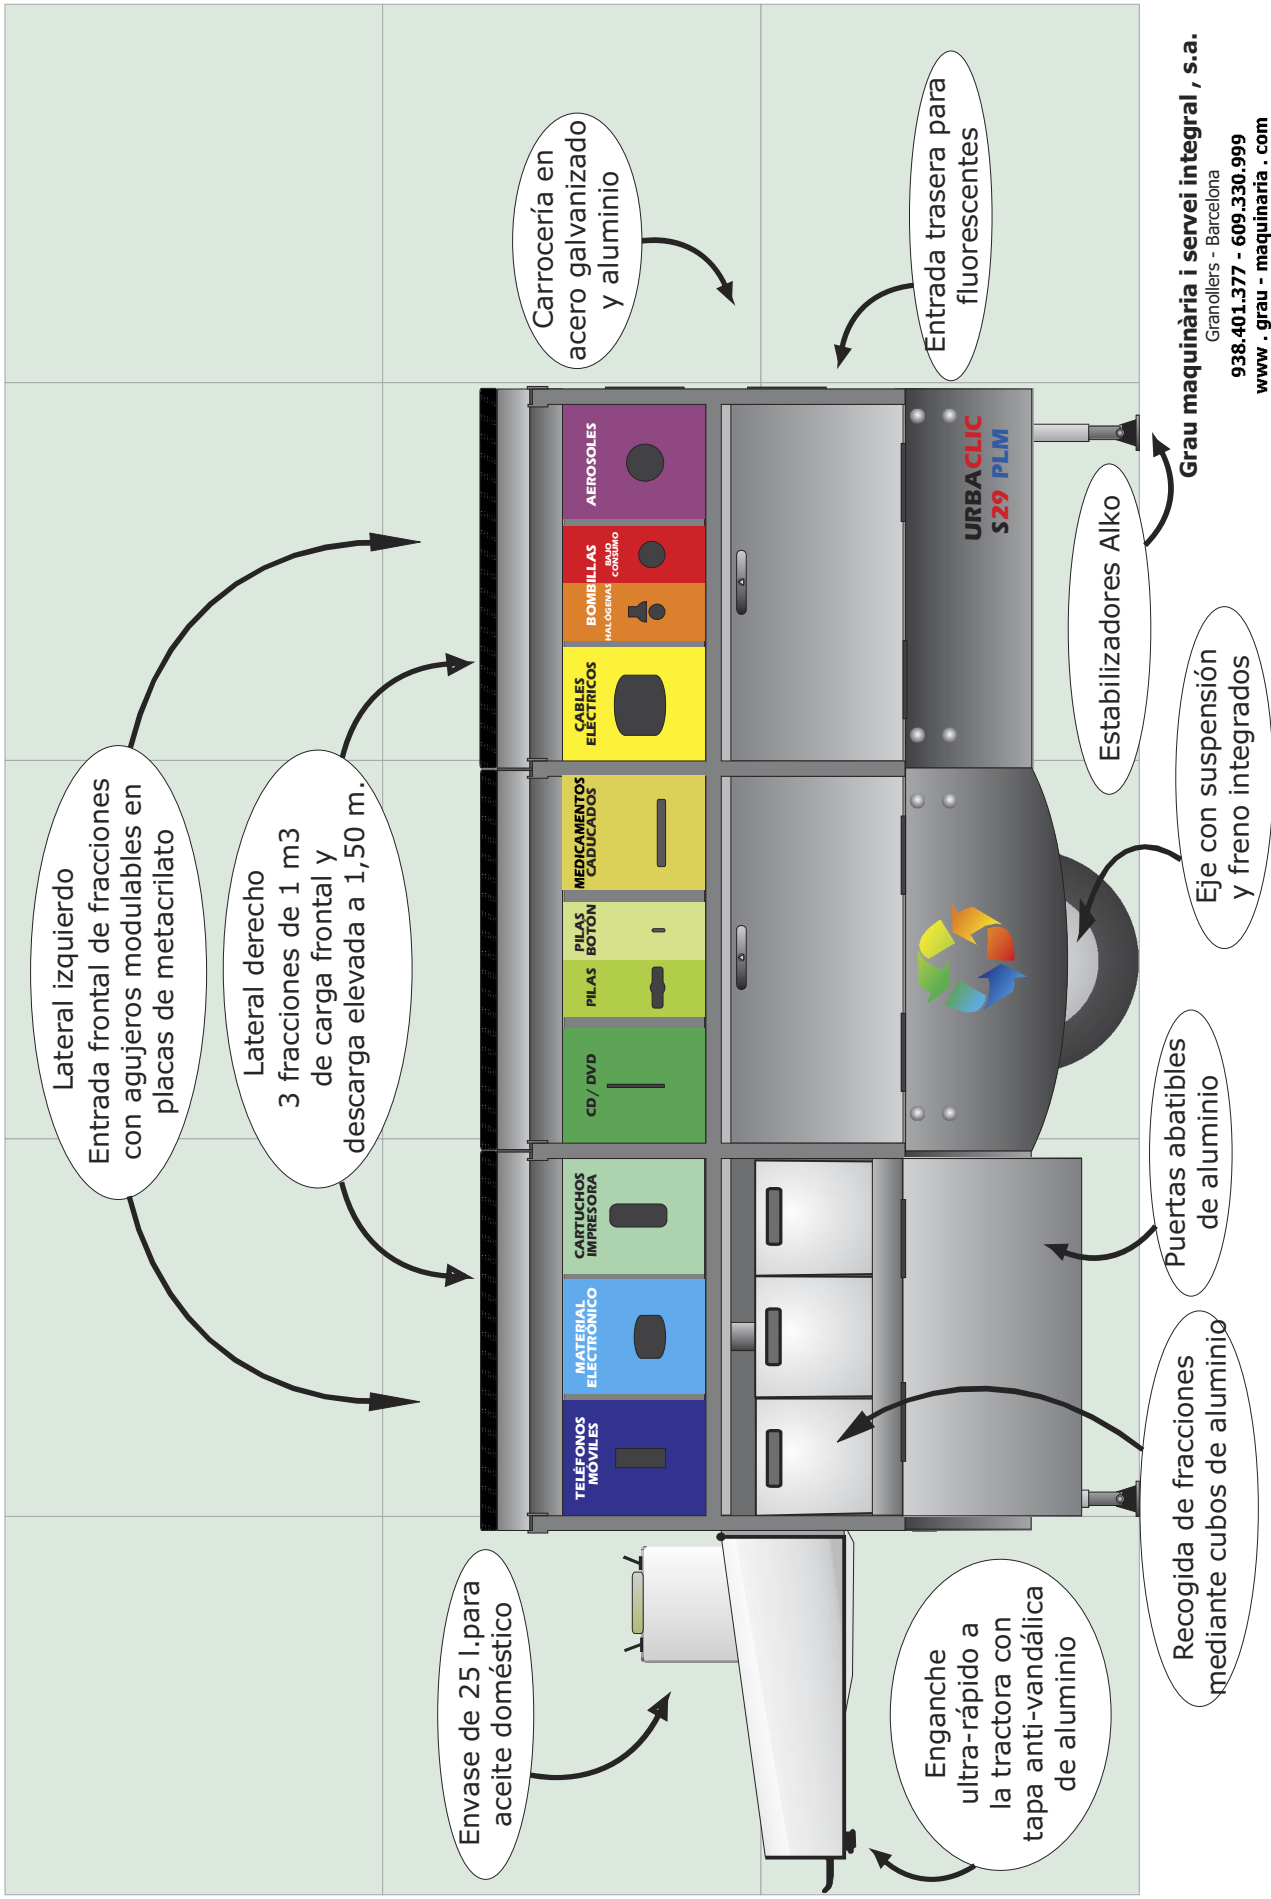 Lateral izquierdo
Entrada frontal de fracciones
con agujeros modulables en
placas de metacrilato
Lateral derecho
3 fracciones de 1 m3
de carga frontal y
descarga elevada a 1,50 m.
Envase de 25 l.para
aceite doméstico
Carrocería en
acero galvanizado
y aluminio
TELÉFONOS
MÓVILES
MATERIAL
ELECTRÓNICO
CARTUCHOS
IMPRESORA
CD / DVD
PILAS
PILAS
BOTÓN
MEDICAMENTOS
CADUCADOS
CABLES
ELÉCTRICOS
BOMBILLAS
HALÓGENAS
BAJO
CONSUMO
AEROSOLES
Entrada trasera para
fluorescentes
URBACLIC
S29 PLM
Enganche
ultra-rápido a
la tractora con
tapa anti-vandálica
de aluminio
Recogida de fracciones
mediante cubos de aluminio
Puertas abatibles
de aluminio
Eje con suspensión
y freno integrados
Estabilizadores Alko
Grau maquinària i servei integral , s.a.
Granollers - Barcelona
938.401.377 - 609.330.999
www . grau - maquinaria . com